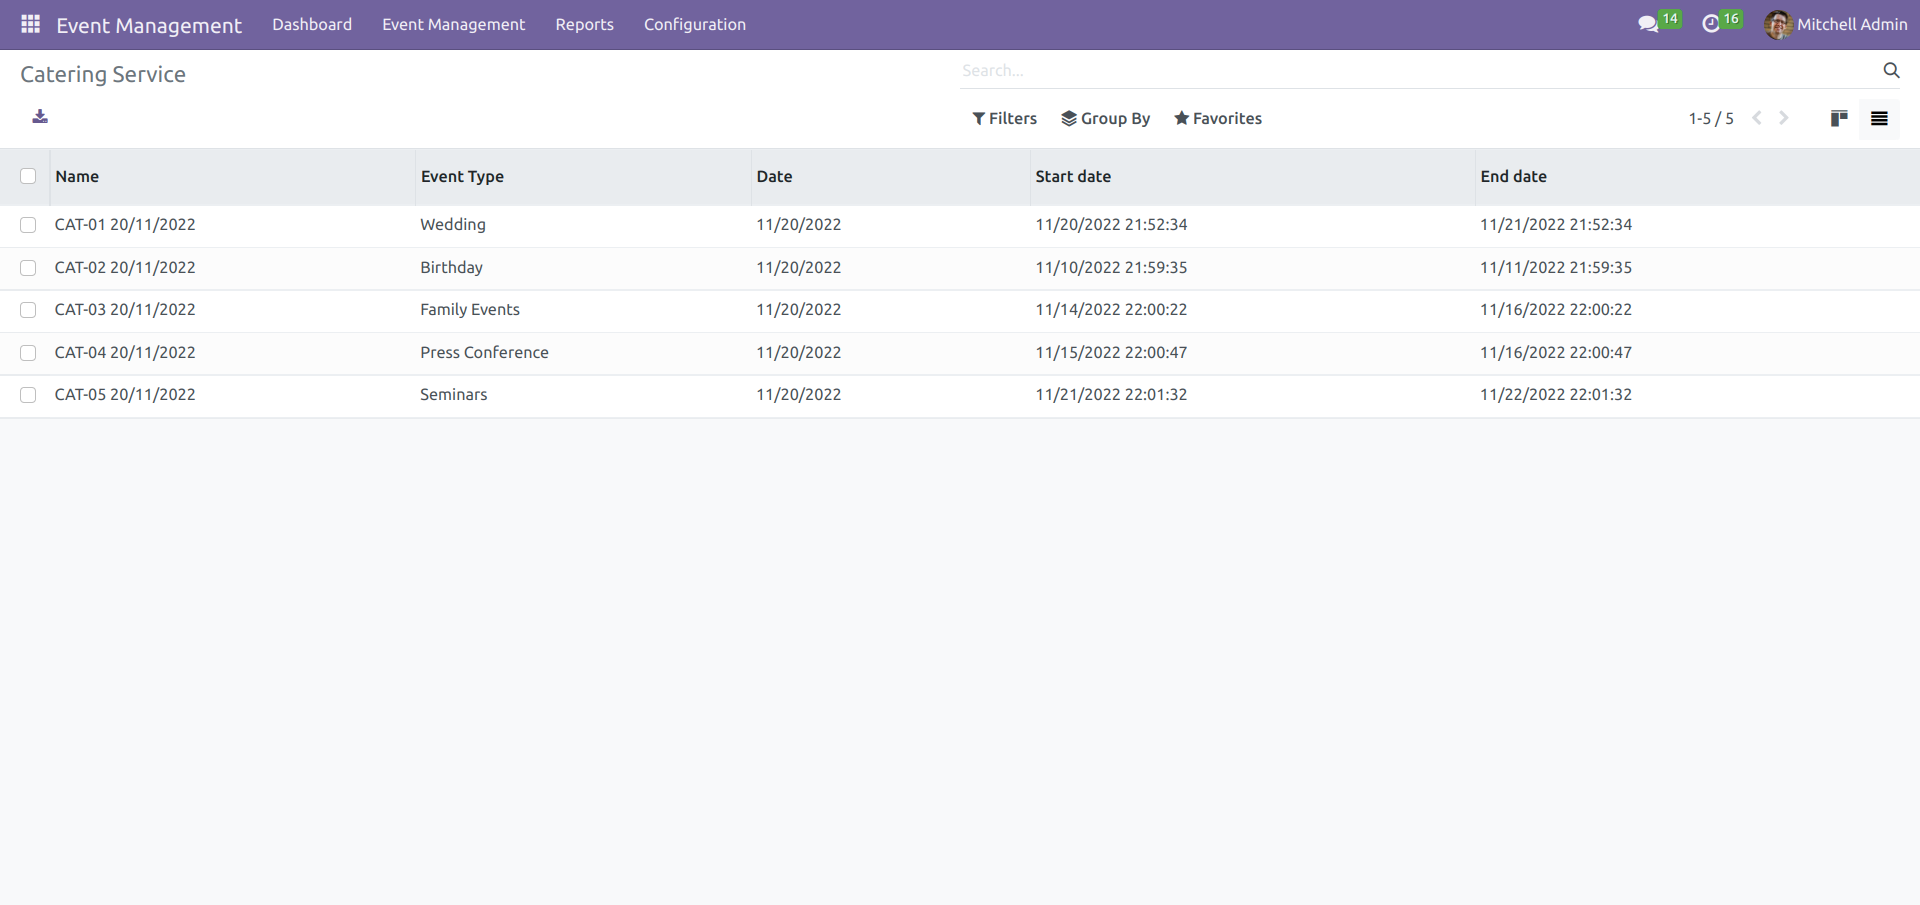 Event Management Dashboard Event Management Reports Configuration 14 16 Mitchell Admin
Catering Service Search...
Filters Group By Favorites 1-5 / 5
Name Event Type Date Start date End date
CAT-01 20/11/2022 Wedding 11/20/2022 11/20/2022 21:52:34 11/21/2022 21:52:34
CAT-02 20/11/2022 Birthday 11/20/2022 11/10/2022 21:59:35 11/11/2022 21:59:35
CAT-03 20/11/2022 Family Events 11/20/2022 11/14/2022 22:00:22 11/16/2022 22:00:22
CAT-04 20/11/2022 Press Conference 11/20/2022 11/15/2022 22:00:47 11/16/2022 22:00:47
CAT-05 20/11/2022 Seminars 11/20/2022 11/21/2022 22:01:32 11/22/2022 22:01:32